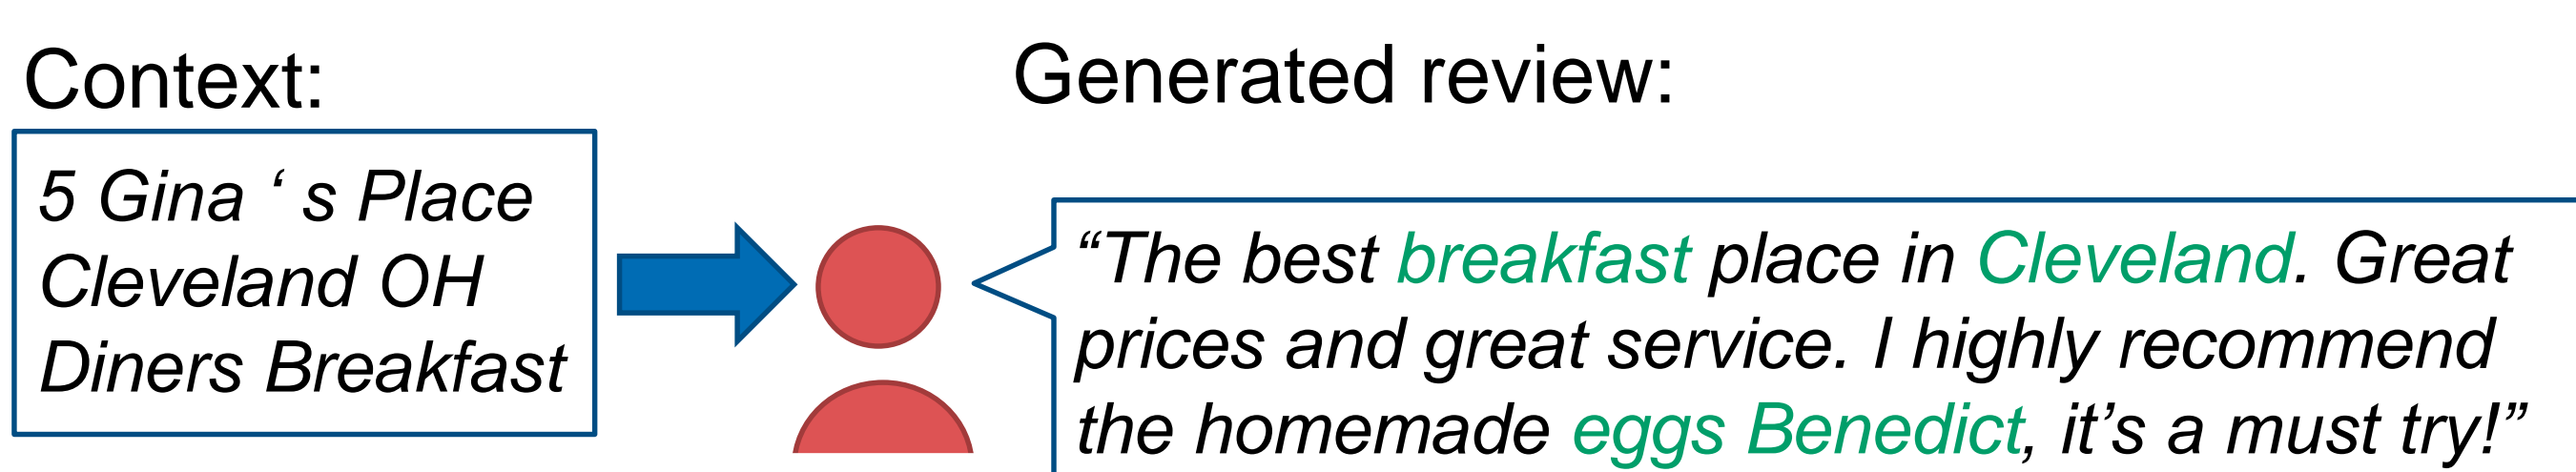 Context:
5 Gina ‘ s Place
Cleveland OH
Diners Breakfast
Generated review:
“The best breakfast place in Cleveland. Great
prices and great service. I highly recommend
the homemade eggs Benedict, it’s a must try!”